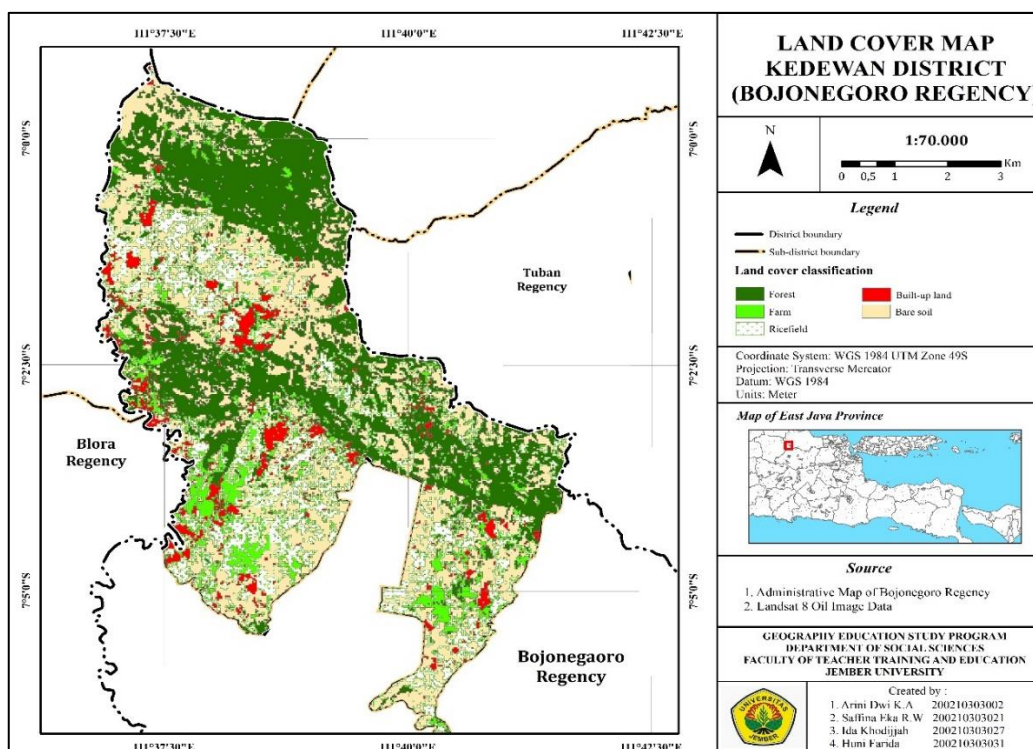 111°37'30"E
111°40'0"E
111°42'30"E
7°0'0"S
7°0'0"S
7°2'30"S
7°2'30"S
7°5'0"S
7°5'0"S
Tuban
Regency
Blora
Regency
Bojonegaoro
Regency
111°37'30"E
111°40'0"E
111°42'30"E
LAND COVER MAP
KEDEWAN DISTRICT
(BOJONEGORO REGENCY)
N
1:70.000
Km
0 0,5 1 2 3
Legend
District boundary
Sub-district boundary
Land cover classification
Forest
Built-up land
Farm
Bare soil
Ricefield
Coordinate System: WGS 1984 UTM Zone 49S
Projection: Transverse Mercator
Datum: WGS 1984
Units: Meter
Map of East Java Province
Source
1. Administrative Map of Bojonegoro Regency
2. Landsat 8 Oil Image Data
GEOGRAPHY EDUCATION STUDY PROGRAM
DEPARTMENT OF SOCIAL SCIENCES
FACULTY OF TEACHER TRAINING AND EDUCATION
JEMBER UNIVERSITY
UNIVERSITAS
JEMBER
Created by :
1. Arini Dwi K.A 200210303002
2. Saffina Eka R.W 200210303021
3. Ida Khodijjah 200210303027
4. Huni Farida 200210303031